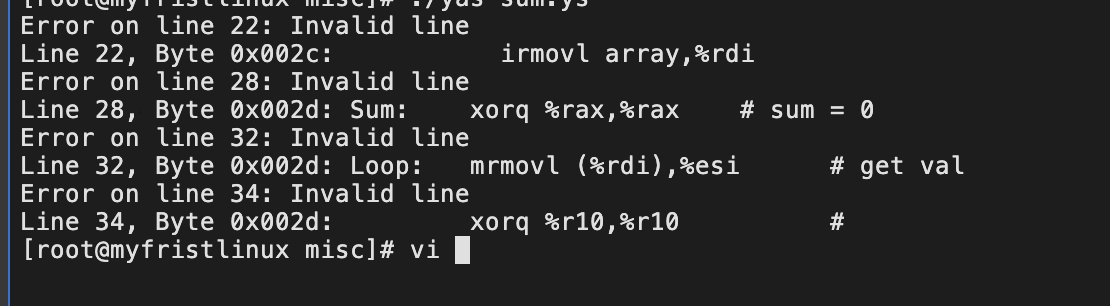 [root@myfristlinux misc]# ./yas sum.ys
Error on line 22: Invalid line
Line 22, Byte 0x002c:           irmovl array,%rdi
Error on line 28: Invalid line
Line 28, Byte 0x002d: Sum:    xorq %rax,%rax    # sum = 0
Error on line 32: Invalid line
Line 32, Byte 0x002d: Loop:   mrmovl (%rdi),%esi      # get val
Error on line 34: Invalid line
Line 34, Byte 0x002d:         xorq %r10,%r10          #
[root@myfristlinux misc]# vi